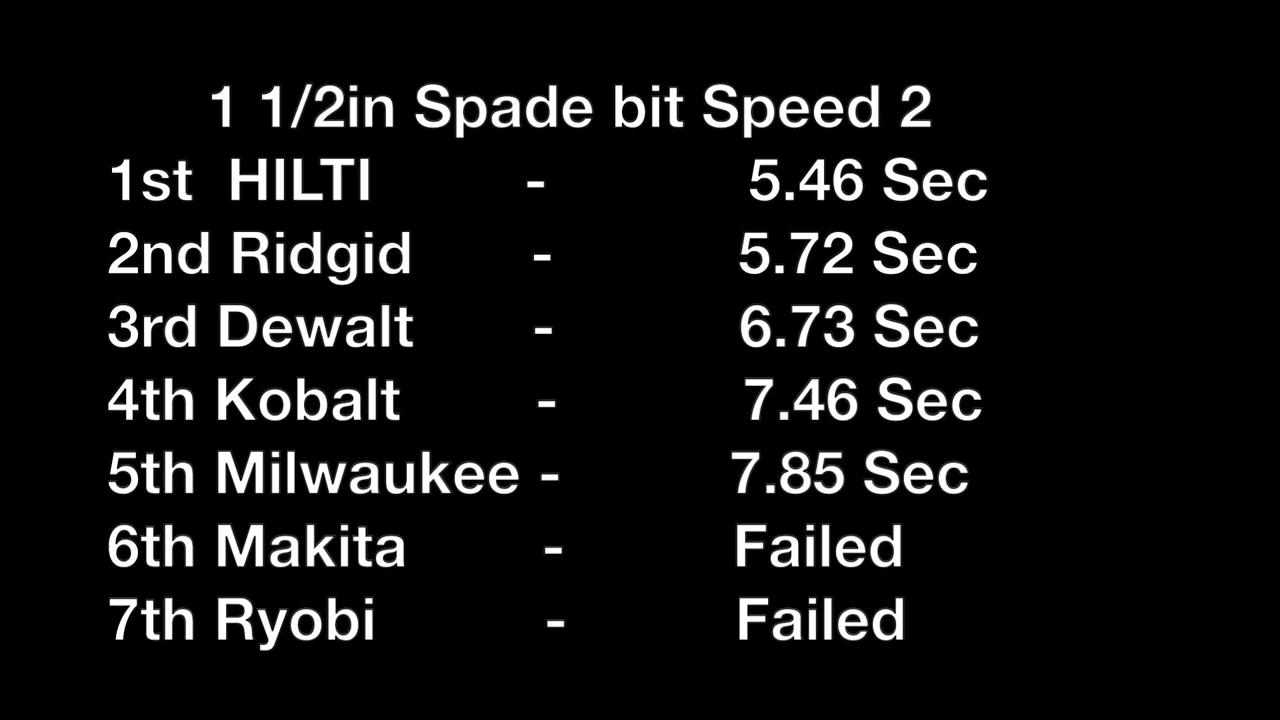 1 1/2in Spade bit Speed 2
1st HILTI - 5.46 Sec
2nd Ridgid - 5.72 Sec
3rd Dewalt - 6.73 Sec
4th Kobalt - 7.46 Sec
5th Milwaukee - 7.85 Sec
6th Makita - Failed
7th Ryobi - Failed